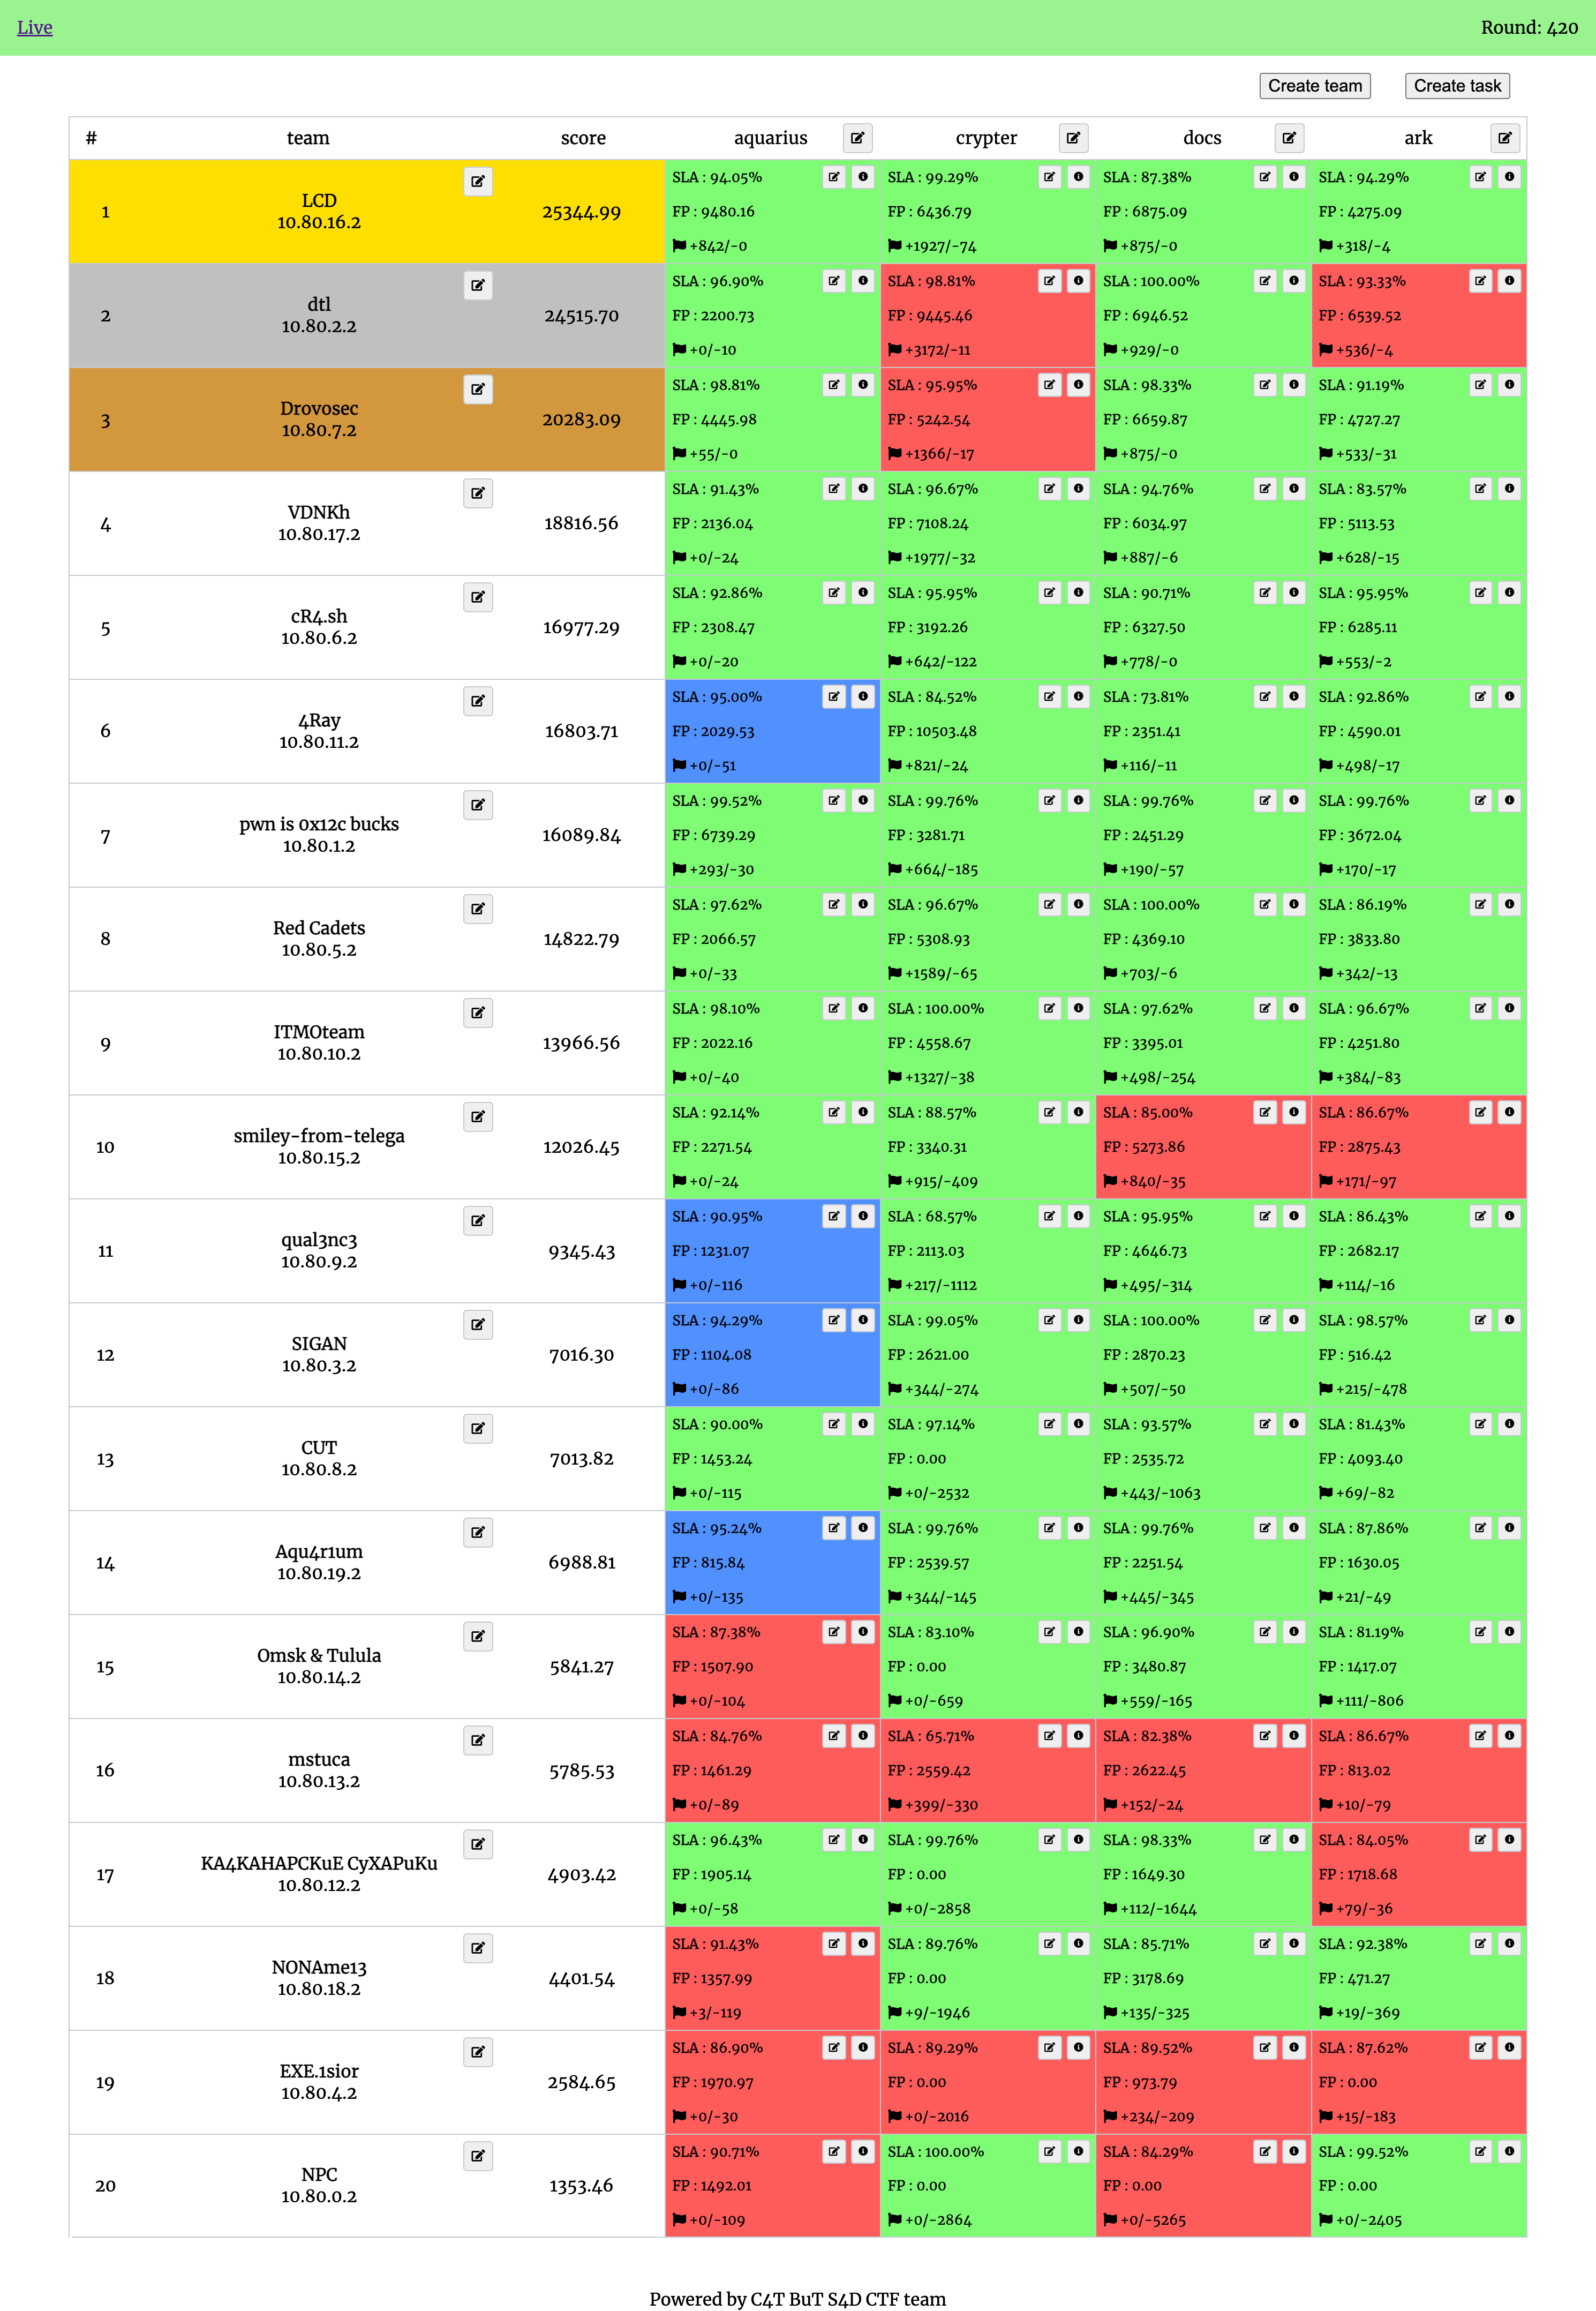 Live Round: 420
Create team Create task
# team score aquarius crypter docs ark
SLA : 94.05% SLA : 99.29% SLA : 87.38% SLA : 94.29%
1 LCD 10.80.16.2 25344.99 FP : 9480.16 FP : 6436.79 FP : 6875.09 FP : 4275.09
+842/-0 +1927/-74 +875/-0 +318/-4
SLA : 96.90% SLA : 98.81% SLA : 100.00% SLA : 93.33%
2 dtl 10.80.2.2 24515.70 FP : 2200.73 FP : 9445.46 FP : 6946.52 FP : 6539.52
+0/-10 +3172/-11 +929/-0 +536/-4
SLA : 98.81% SLA : 95.95% SLA : 98.33% SLA : 91.19%
3 Drovosec 10.80.7.2 20283.09 FP : 4445.98 FP : 5242.54 FP : 6659.87 FP : 4727.27
+55/-0 +1366/-17 +875/-0 +533/-31
SLA : 91.43% SLA : 96.67% SLA : 94.76% SLA : 83.57%
4 VDNKh 10.80.17.2 18816.56 FP : 2136.04 FP : 7108.24 FP : 6034.97 FP : 5113.53
+0/-24 +1977/-32 +887/-6 +628/-15
SLA : 92.86% SLA : 95.95% SLA : 90.71% SLA : 95.95%
5 cR4.sh 10.80.6.2 16977.29 FP : 2308.47 FP : 3192.26 FP : 6327.50 FP : 6285.11
+0/-20 +642/-122 +778/-0 +553/-2
SLA : 95.00% SLA : 84.52% SLA : 73.81% SLA : 92.86%
6 4Ray 10.80.11.2 16803.71 FP : 2029.53 FP : 10503.48 FP : 2351.41 FP : 4590.01
+0/-51 +821/-24 +116/-11 +498/-17
SLA : 99.52% SLA : 99.76% SLA : 99.76% SLA : 99.76%
7 pwn is 0x12c bucks 10.80.1.2 16089.84 FP : 6739.29 FP : 3281.71 FP : 2451.29 FP : 3672.04
+293/-30 +664/-185 +190/-57 +170/-17
SLA : 97.62% SLA : 96.67% SLA : 100.00% SLA : 86.19%
8 Red Cadets 10.80.5.2 14822.79 FP : 2066.57 FP : 5308.93 FP : 4369.10 FP : 3833.80
+0/-33 +1589/-65 +703/-6 +342/-13
SLA : 98.10% SLA : 100.00% SLA : 97.62% SLA : 96.67%
9 ITMOteam 10.80.10.2 13966.56 FP : 2022.16 FP : 4558.67 FP : 3395.01 FP : 4251.80
+0/-40 +1327/-38 +498/-254 +384/-83
SLA : 92.14% SLA : 88.57% SLA : 85.00% SLA : 86.67%
10 smiley-from-telega 10.80.15.2 12026.45 FP : 2271.54 FP : 3340.31 FP : 5273.86 FP : 2875.43
+0/-24 +915/-409 +840/-35 +171/-97
SLA : 90.95% SLA : 68.57% SLA : 95.95% SLA : 86.43%
11 qual3nc3 10.80.9.2 9345.43 FP : 1231.07 FP : 2113.03 FP : 4646.73 FP : 2682.17
+0/-116 +217/-1112 +495/-314 +114/-16
SLA : 94.29% SLA : 99.05% SLA : 100.00% SLA : 98.57%
12 SIGAN 10.80.3.2 7016.30 FP : 1104.08 FP : 2621.00 FP : 2870.23 FP : 516.42
+0/-86 +344/-274 +507/-50 +215/-478
SLA : 90.00% SLA : 97.14% SLA : 93.57% SLA : 81.43%
13 CUT 10.80.8.2 7013.82 FP : 1453.24 FP : 0.00 FP : 2535.72 FP : 4093.40
+0/-115 +0/-2532 +443/-1063 +69/-82
SLA : 95.24% SLA : 99.76% SLA : 99.76% SLA : 87.86%
14 Aqu4r1um 10.80.19.2 6988.81 FP : 815.84 FP : 2539.57 FP : 2251.54 FP : 1630.05
+0/-135 +344/-145 +445/-345 +21/-49
SLA : 87.38% SLA : 83.10% SLA : 96.90% SLA : 81.19%
15 Omsk & Tulula 10.80.14.2 5841.27 FP : 1507.90 FP : 0.00 FP : 3480.87 FP : 1417.07
+0/-104 +0/-659 +559/-165 +111/-806
SLA : 84.76% SLA : 65.71% SLA : 82.38% SLA : 86.67%
16 mstuca 10.80.13.2 5785.53 FP : 1461.29 FP : 2559.42 FP : 2622.45 FP : 813.02
+0/-89 +399/-330 +152/-24 +10/-79
SLA : 96.43% SLA : 99.76% SLA : 98.33% SLA : 84.05%
17 KA4KAHAPCKuE CyXAPuKu 10.80.12.2 4903.42 FP : 1905.14 FP : 0.00 FP : 1649.30 FP : 1718.68
+0/-58 +0/-2858 +112/-1644 +79/-36
SLA : 91.43% SLA : 89.76% SLA : 85.71% SLA : 92.38%
18 NONAme13 10.80.18.2 4401.54 FP : 1357.99 FP : 0.00 FP : 3178.69 FP : 471.27
+3/-119 +9/-1946 +135/-325 +19/-369
SLA : 86.90% SLA : 89.29% SLA : 89.52% SLA : 87.62%
19 EXE.1sior 10.80.4.2 2584.65 FP : 1970.97 FP : 0.00 FP : 973.79 FP : 0.00
+0/-30 +0/-2016 +234/-209 +15/-183
SLA : 90.71% SLA : 100.00% SLA : 84.29% SLA : 99.52%
20 NPC 10.80.0.2 1353.46 FP : 1492.01 FP : 0.00 FP : 0.00 FP : 0.00
+0/-109 +0/-2864 +0/-5265 +0/-2405
Powered by C4T BuT S4D CTF team